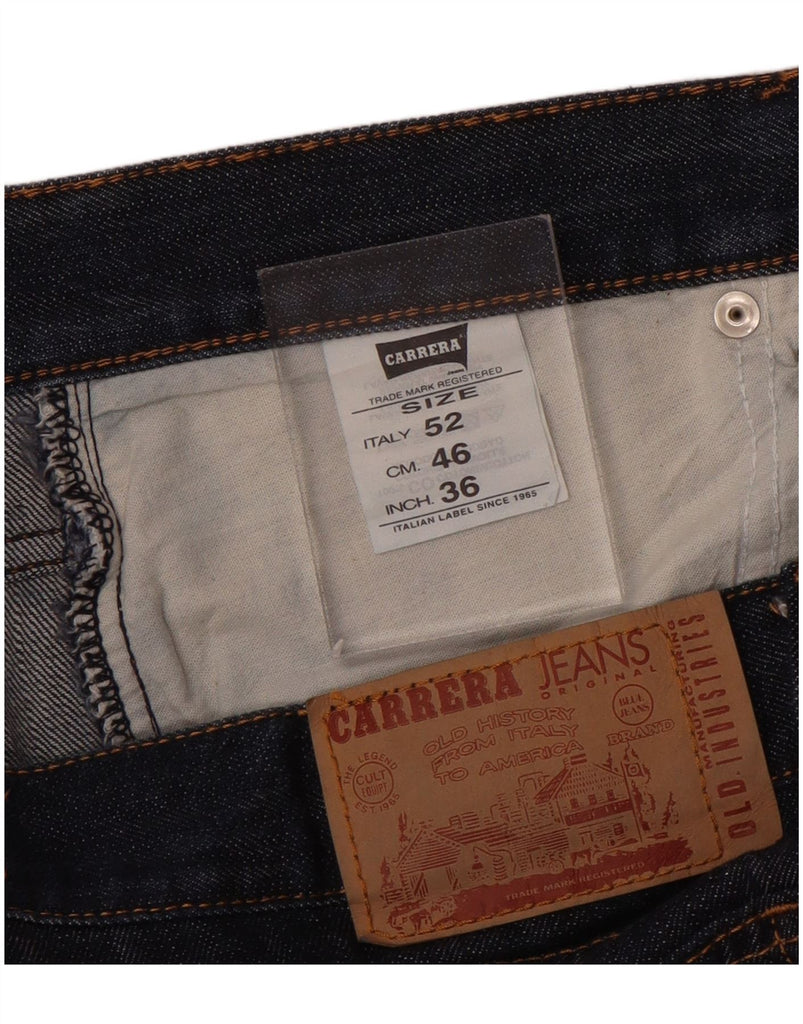 CARRERA
Jeans
TRADE MARK REGISTERED
SIZE
ITALY 52
CM. 46
INCH. 36
ITALIAN LABEL SINCE 1965
CARRERA JEANS
ORIGINAL
OLD HISTORY
FROM ITALY
TO AMERICA
THE LEGEND
CULT
EQUIPT
EST. 1965
BLUE
JEANS
BRAND
MANUFACTURING
OLD.INDUSTRIES
TRADE MARK REGISTERED